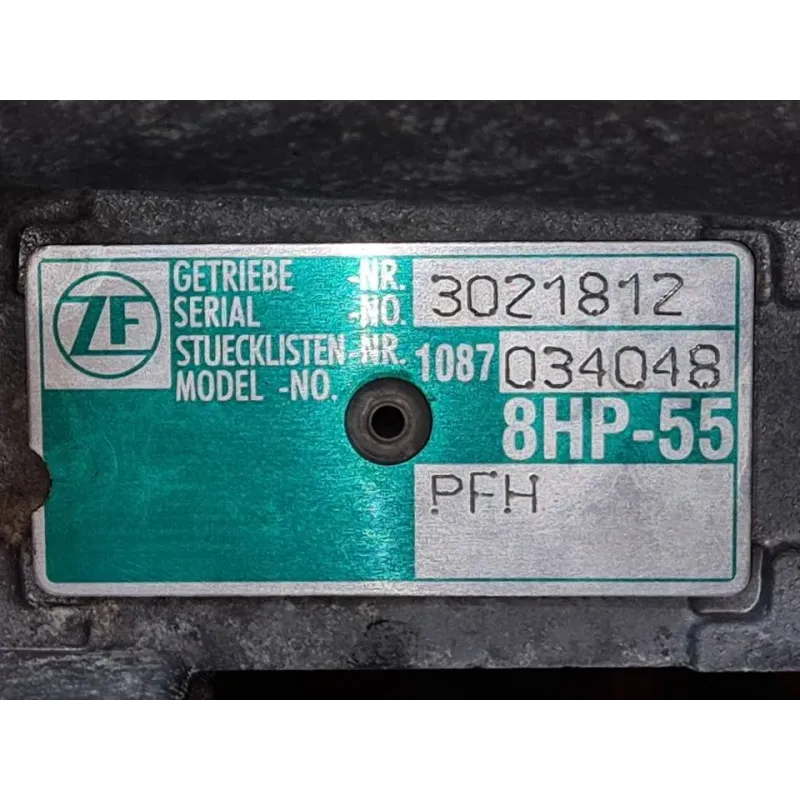 ZF
GETRIEBE -NR. 3021812
SERIAL -NO.
STUECKLISTEN-NR. 1087 034048
MODEL -NO.
8HP-55
PFH